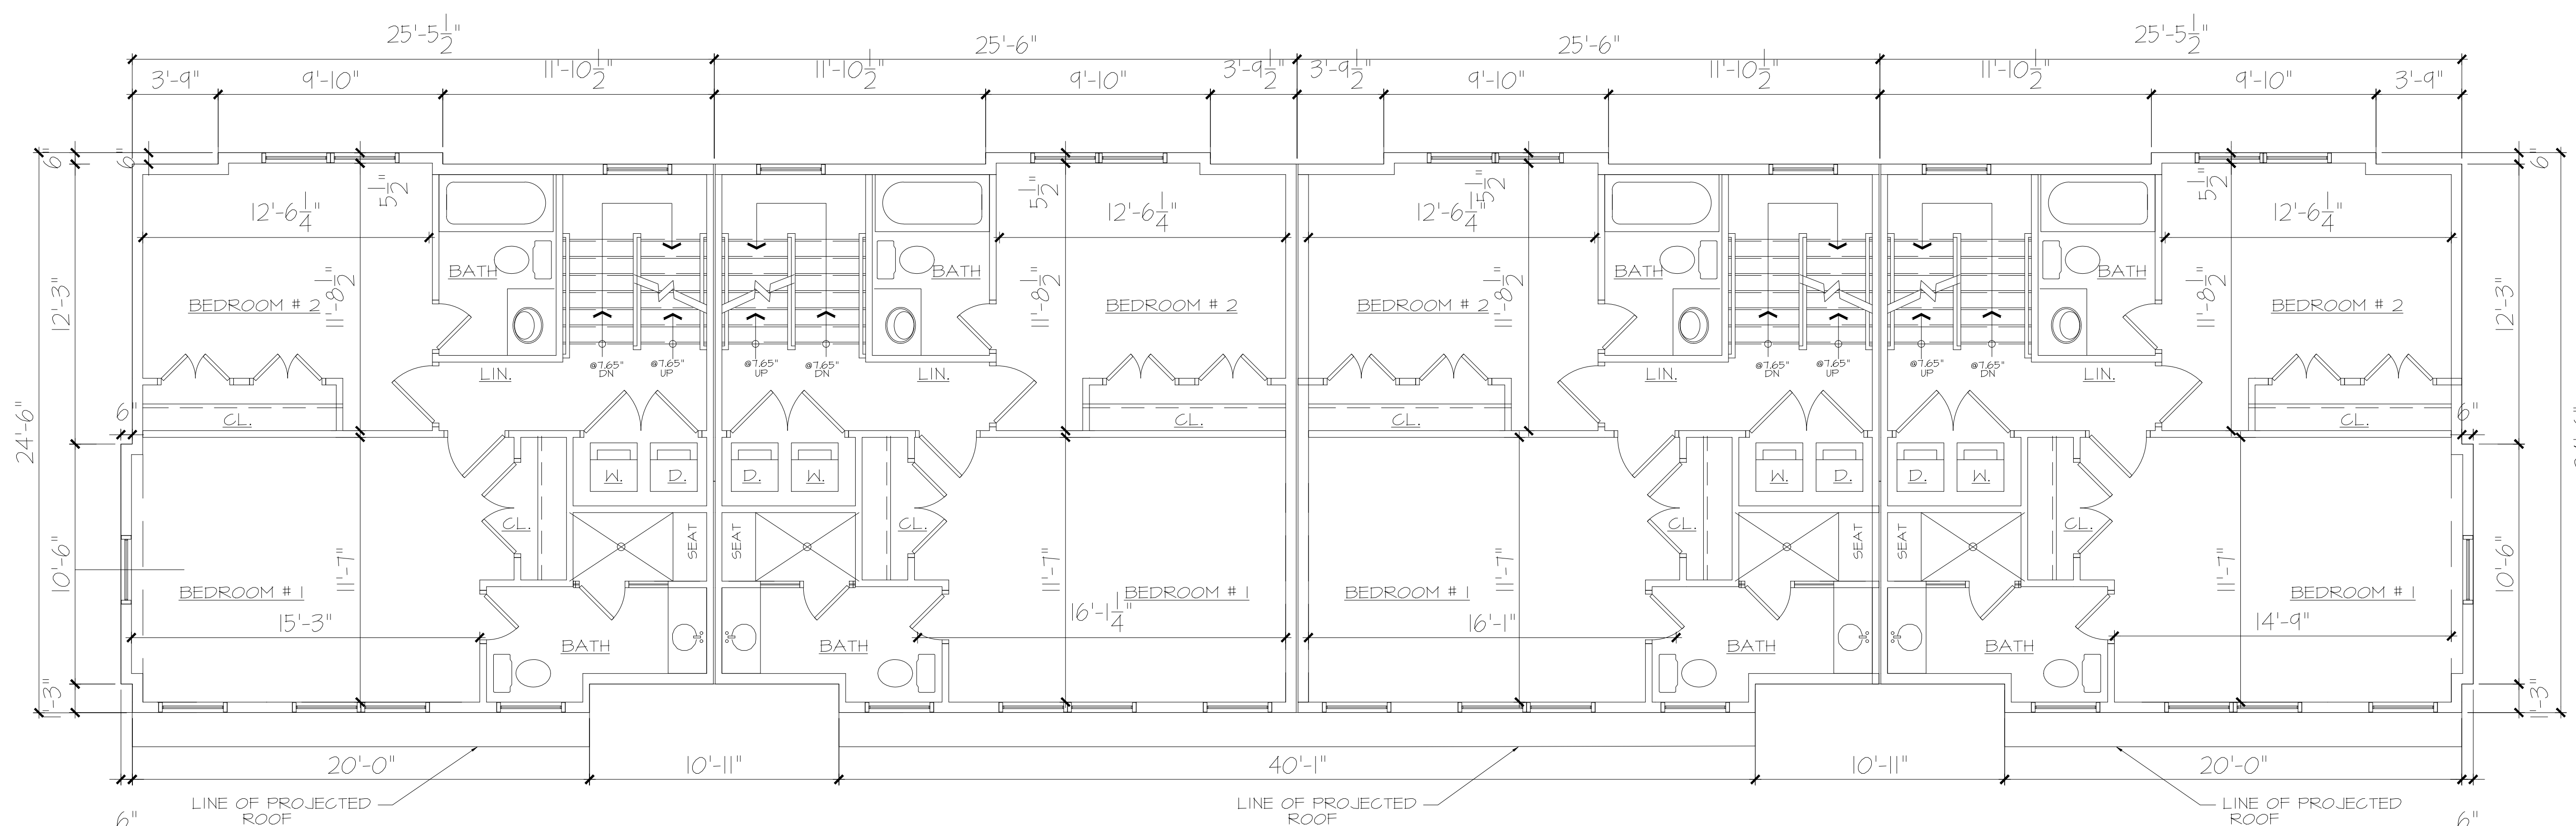 25'-5 1/2" 25'-6" 25'-6" 25'-5 1/2"
3'-9" 9'-10" 11'-10 1/2" 11'-10 1/2" 9'-10" 3'-9 1/2" 3'-9 1/2" 9'-10" 11'-10 1/2" 11'-10 1/2" 9'-10" 3'-9"
6" 6" 6"
5 1/2" 5 1/2" 5 1/2" 5 1/2"
12'-6 1/4" 12'-6 1/4" 12'-6 1/4" 12'-6 1/4"
BATH BATH BATH BATH
12'-3" 11'-8 1/2" 11'-8 1/2" 11'-8 1/2" 11'-8 1/2" 12'-3"
BEDROOM # 2 BEDROOM # 2 BEDROOM # 2 BEDROOM # 2
LIN. @7.65" @7.65" @7.65" @7.65" LIN. LIN. @7.65" @7.65" @7.65" @7.65" LIN.
DN UP UP DN DN UP UP DN
24'-6"
6" CL. CL. CL. CL. 6"
W. D. D. W. W. D. D. W.
CL. CL. CL. CL.
SEAT SEAT SEAT SEAT
10'-6" 11'-7" 11'-7" 11'-7" 11'-7" 10'-6"
BEDROOM # 1 BEDROOM # 1 BEDROOM # 1 BEDROOM # 1
15'-3" 16'-1 1/4" 16'-1" 14'-9"
BATH BATH BATH BATH
1'-3" 1'-3"
20'-0" 10'-11" 40'-1" 10'-11" 20'-0"
LINE OF PROJECTED LINE OF PROJECTED LINE OF PROJECTED
ROOF ROOF ROOF
6" 6"